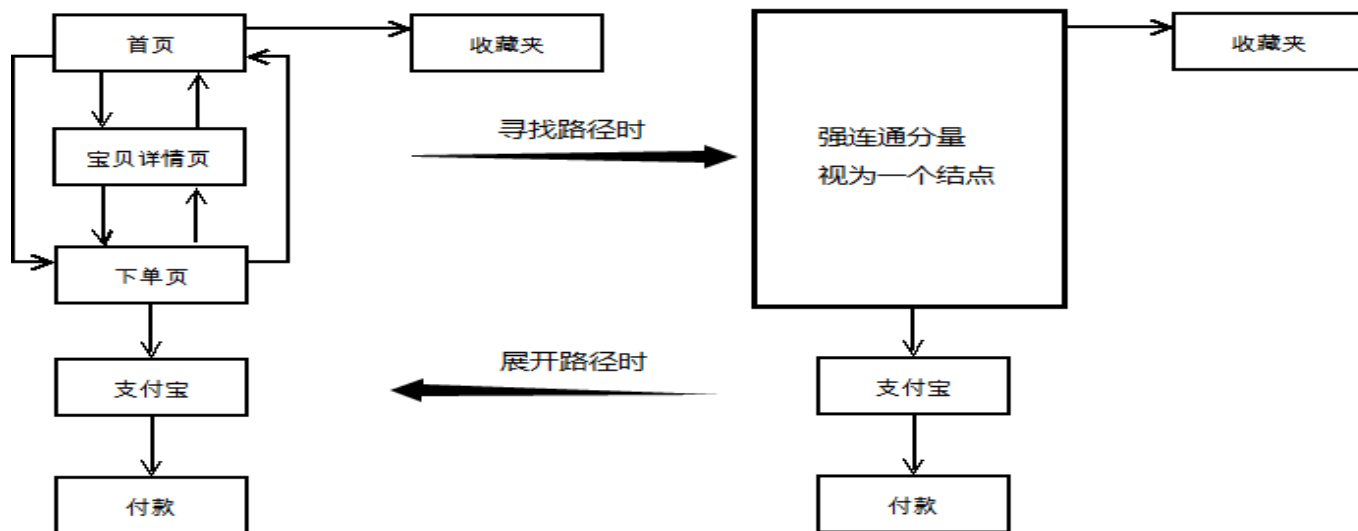 首页
收藏夹
宝贝详情页
下单页
支付宝
付款
寻找路径时
展开路径时
强连通分量
视为一个结点
收藏夹
支付宝
付款